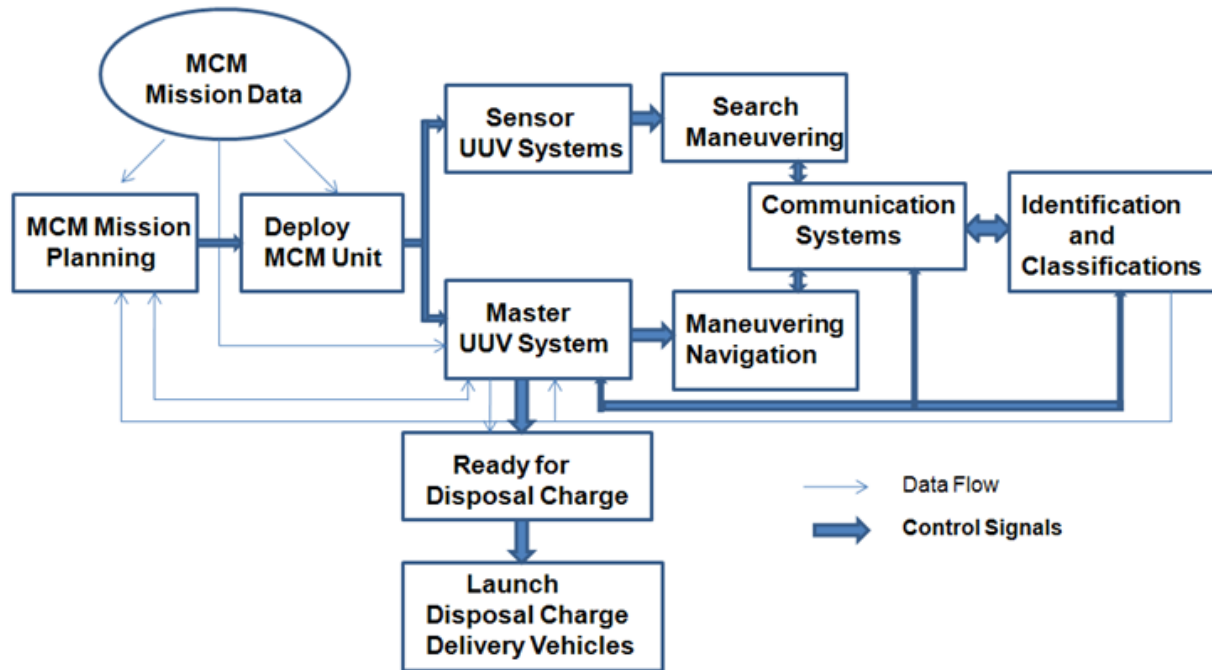 MCM
Mission Data
Sensor
UUV Systems
Search
Maneuvering
MCM Mission
Planning
Deploy
MCM Unit
Communication
Systems
Identification
and
Classifications
Master
UUV System
Maneuvering
Navigation
Ready for
Disposal Charge
Data Flow
Control Signals
Launch
Disposal Charge
Delivery Vehicles